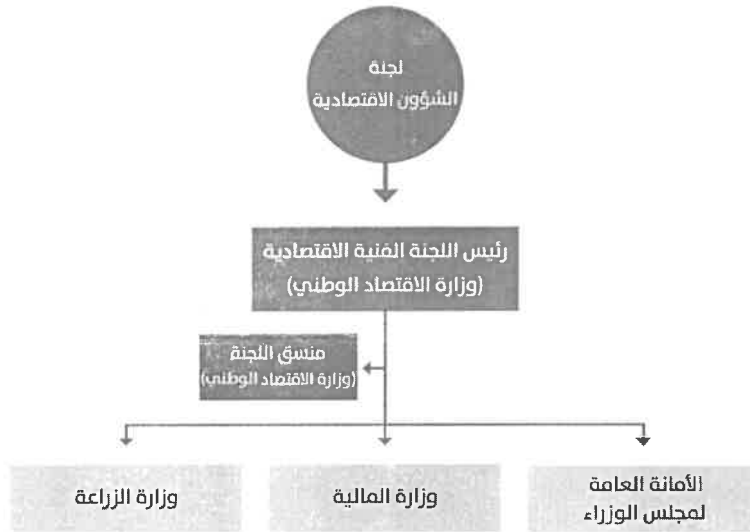 لجنة
الشؤون الاقتصادية
رئيس اللجنة الفنية الاقتصادية
(وزارة الاقتصاد الوطني)
منسق اللجنة
(وزارة الاقتصاد الوطني)
الأمانة العامة
لمجلس الوزراء
وزارة المالية
وزارة الزراعة